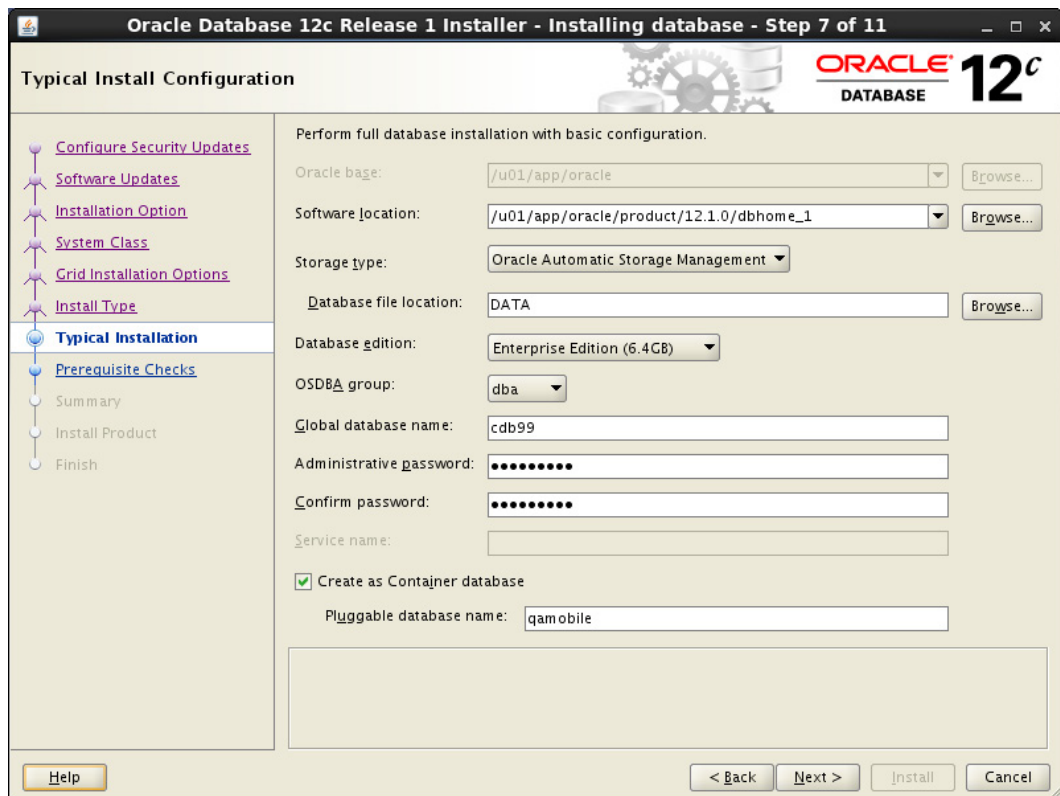 Oracle Database 12c Release 1 Installer - Installing database - Step 7 of 11
Typical Install Configuration
ORACLE
DATABASE
12c
Configure Security Updates
Software Updates
Installation Option
System Class
Grid Installation Options
Install Type
Typical Installation
Prerequisite Checks
Summary
Install Product
Finish
Perform full database installation with basic configuration.
Oracle base: /u01/app/oracle Browse...
Software location: /u01/app/oracle/product/12.1.0/dbhome_1 Browse...
Storage type: Oracle Automatic Storage Management
Database file location: DATA Browse...
Database edition: Enterprise Edition (6.4GB)
OSDBA group: dba
Global database name: cdb99
Administrative password: •••••••••
Confirm password: •••••••••
Service name:
Create as Container database
Pluggable database name: qamobile
Help < Back Next > Install Cancel